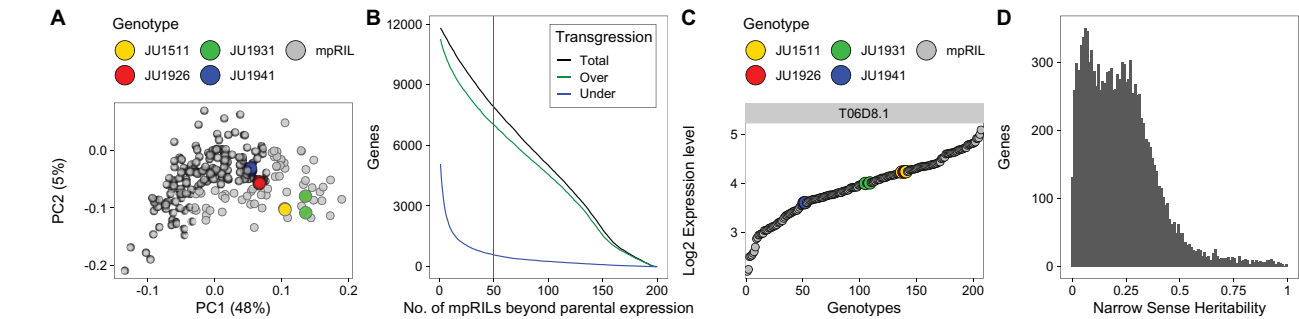 A
Genotype
JU1511
JU1931
mpRIL
JU1926
JU1941
PC2 (5%)
0.0
-0.1
-0.2
-0.1
0.0
0.1
0.2
PC1 (48%)
B
Genes
12000
9000
6000
3000
0
Transgression
Total
Over
Under
0
50
100
150
200
No. of mpRILs beyond parental expression
C
Genotype
JU1511
JU1931
mpRIL
JU1926
JU1941
T06D8.1
Log2 Expression level
5
4
3
0
50
100
150
200
Genotypes
D
Genes
300
200
100
0
0
0.25
0.5
0.75
1
Narrow Sense Heritability